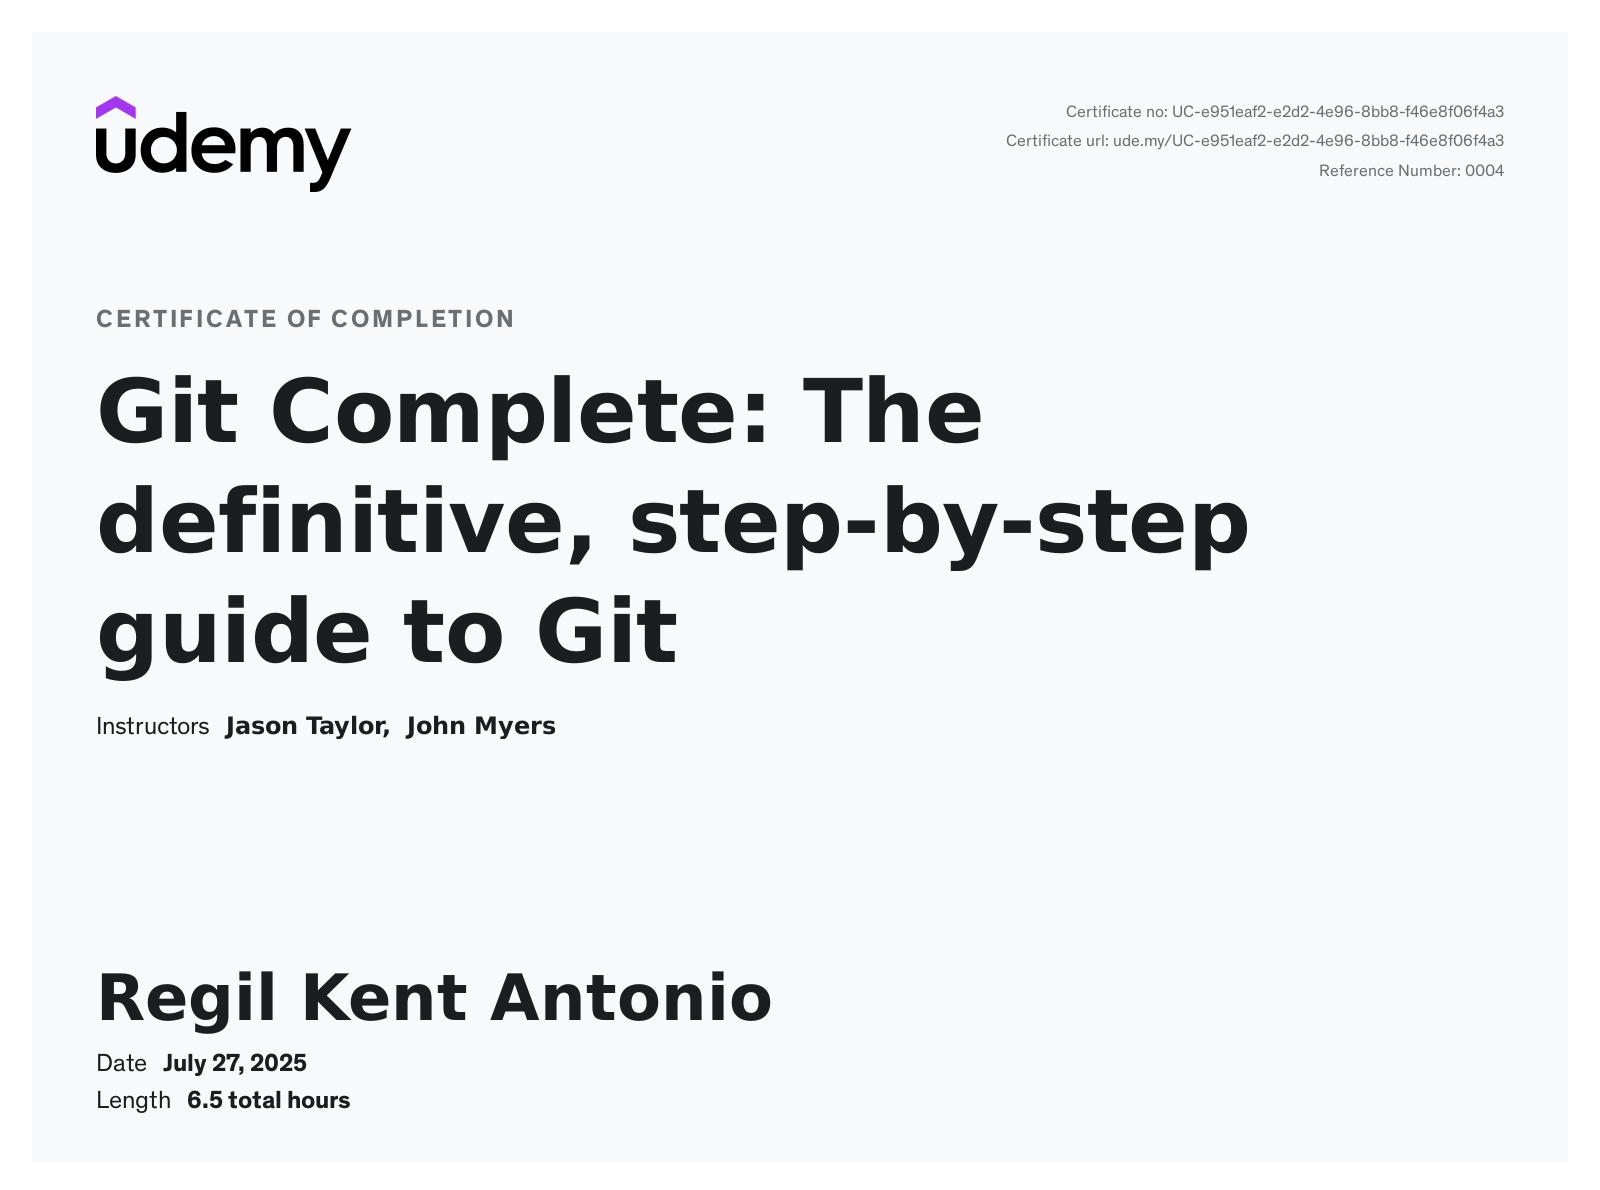 udemy
Certificate no: UC-e951eaf2-e2d2-4e96-8bb8-f46e8f06f4a3
Certificate url: ude.my/UC-e951eaf2-e2d2-4e96-8bb8-f46e8f06f4a3
Reference Number: 0004
CERTIFICATE OF COMPLETION
Git Complete: The
definitive, step-by-step
guide to Git
Instructors Jason Taylor, John Myers
Regil Kent Antonio
Date July 27, 2025
Length 6.5 total hours